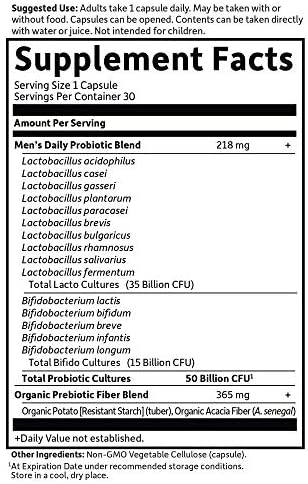 Suggested Use: Adults take 1 capsule daily. May be taken with or
without food. Capsules can be opened. Contents can be taken directly
with water or juice. Not intended for children.
Supplement Facts
Serving Size 1 Capsule
Servings Per Container 30
Amount Per Serving
Men's Daily Probiotic Blend 218 mg +
Lactobacillus acidophilus
Lactobacillus casei
Lactobacillus gasseri
Lactobacillus plantarum
Lactobacillus paracasei
Lactobacillus brevis
Lactobacillus bulgaricus
Lactobacillus rhamnosus
Lactobacillus salivarius
Lactobacillus fermentum
Total Lacto Cultures (35 Billion CFU)
Bifidobacterium lactis
Bifidobacterium bifidum
Bifidobacterium breve
Bifidobacterium infantis
Bifidobacterium longum
Total Bifido Cultures (15 Billion CFU)
Total Probiotic Cultures 50 Billion CFU¹
Organic Prebiotic Fiber Blend 365 mg +
Organic Potato [Resistant Starch] (tuber), Organic Acacia Fiber (A. senegal)
+Daily Value not established.
Other Ingredients: Non-GMO Vegetable Cellulose (capsule).
¹At Expiration Date under recommended storage conditions.
Store in a cool, dry place.